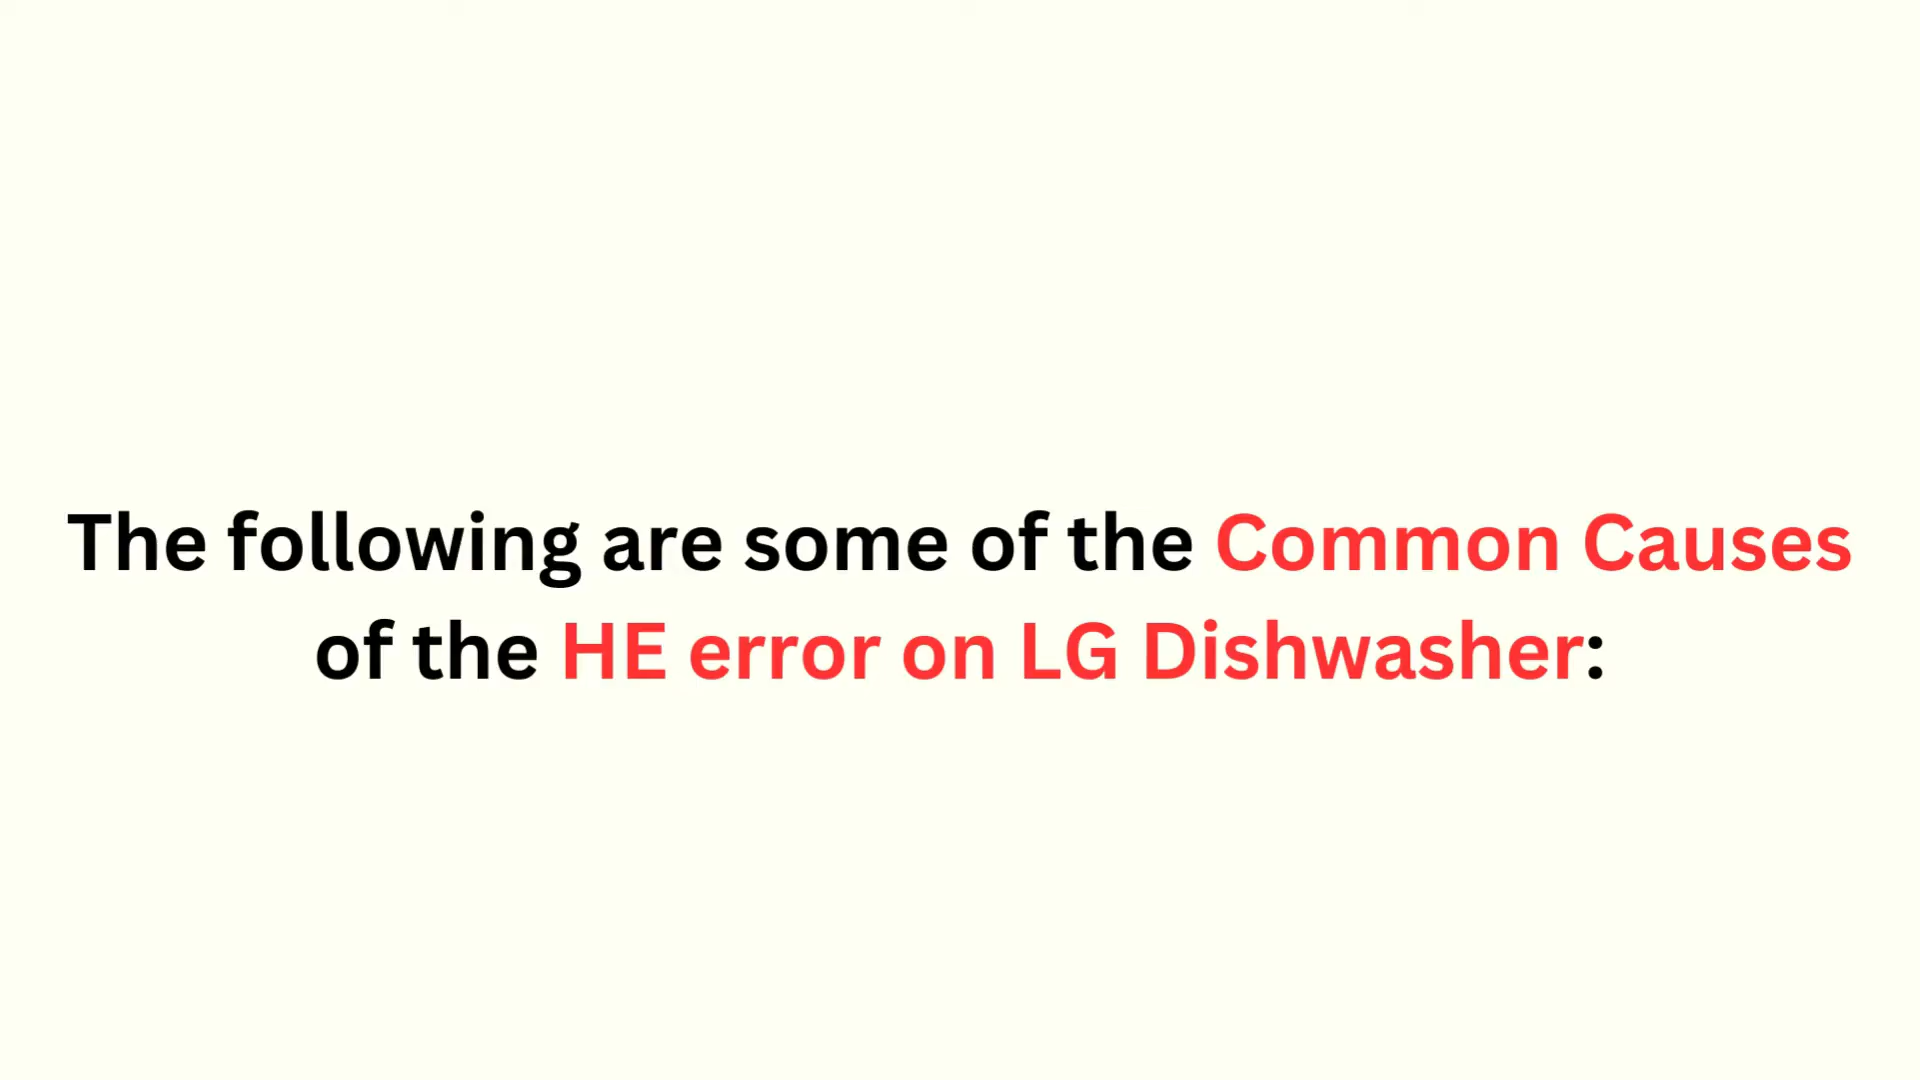 The following are some of the Common Causes
of the HE error on LG Dishwasher: